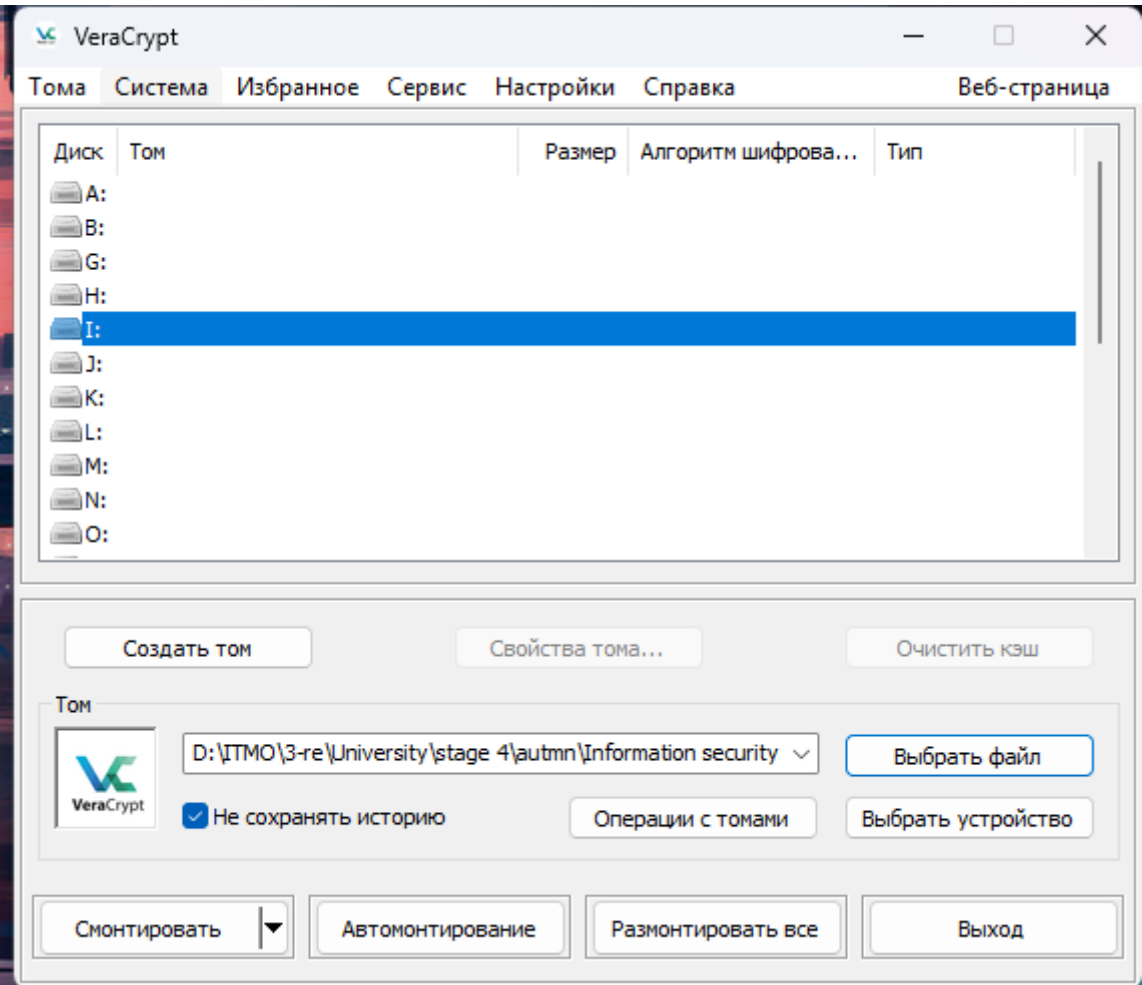 VeraCrypt
Тома Система Избранное Сервис Настройки Справка Веб-страница
Диск Том Размер Алгоритм шифрова... Тип
A:
B:
G:
H:
I:
J:
K:
L:
M:
N:
O:
Создать том Свойства тома... Очистить кэш
Том
D:\ITMO\3-re\University\stage 4\autmn\Information security Выбрать файл
VeraCrypt
Не сохранять историю Операции с томами Выбрать устройство
Смонтировать Автомонтирование Размонтировать все Выход